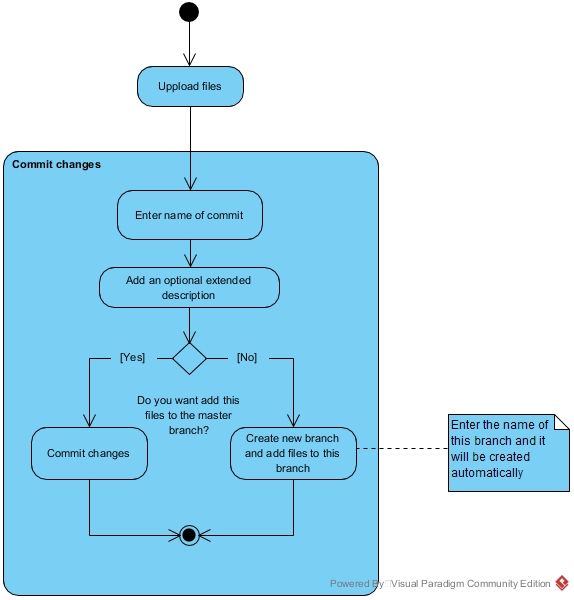 Uppload files
Commit changes
Enter name of commit
Add an optional extended
description
[Yes]
[No]
Do you want add this
files to the master
branch?
Commit changes
Create new branch
and add files to this
branch
Enter the name of
this branch and it
will be created
automatically
Powered By Visual Paradigm Community Edition